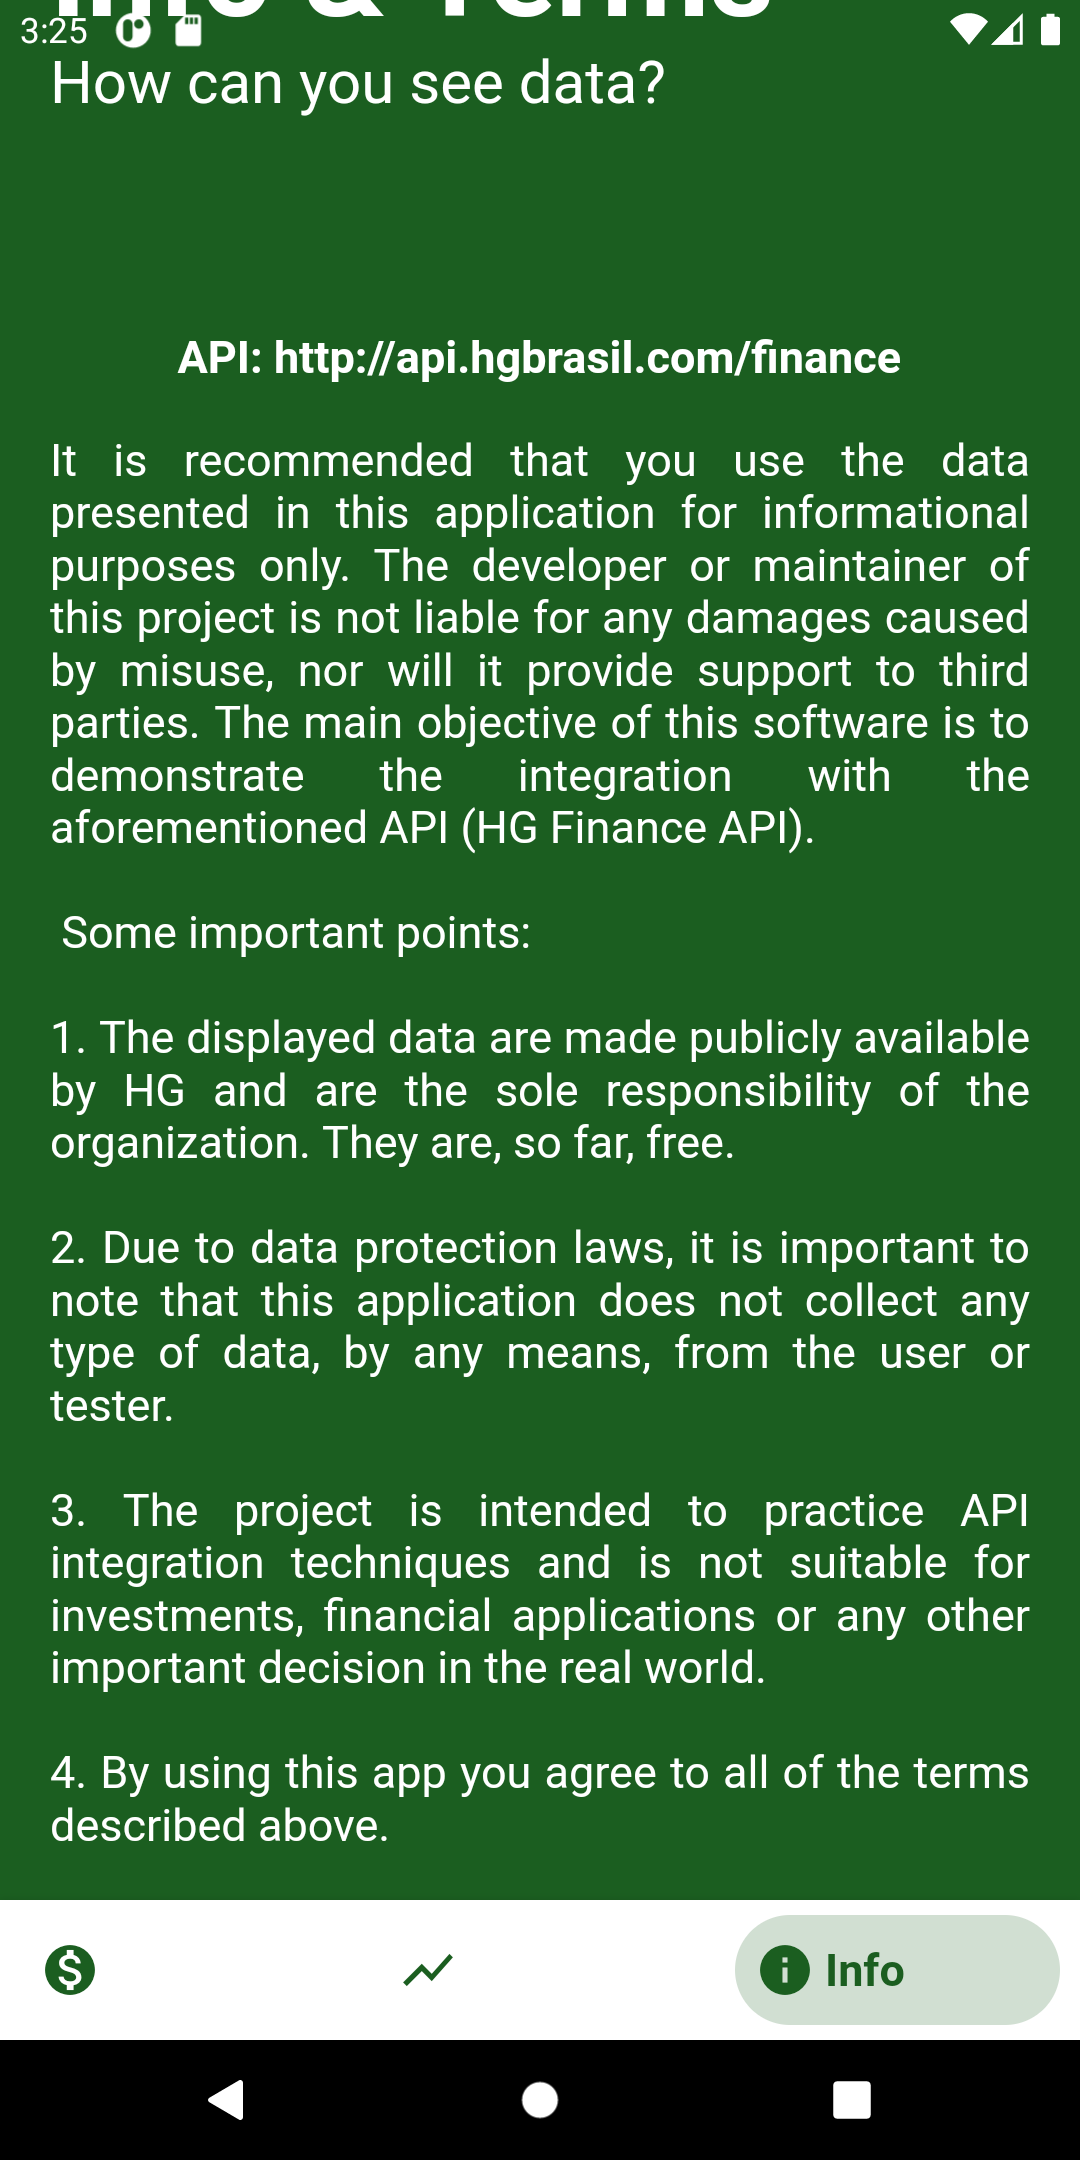 Info & Terms
3:25
How can you see data?
API: http://api.hgbrasil.com/finance
It is recommended that you use the data
presented in this application for informational
purposes only. The developer or maintainer of
this project is not liable for any damages caused
by misuse, nor will it provide support to third
parties. The main objective of this software is to
demonstrate the integration with the
aforementioned API (HG Finance API).
Some important points:
1. The displayed data are made publicly available
by HG and are the sole responsibility of the
organization. They are, so far, free.
2. Due to data protection laws, it is important to
note that this application does not collect any
type of data, by any means, from the user or
tester.
3. The project is intended to practice API
integration techniques and is not suitable for
investments, financial applications or any other
important decision in the real world.
4. By using this app you agree to all of the terms
described above.
Info